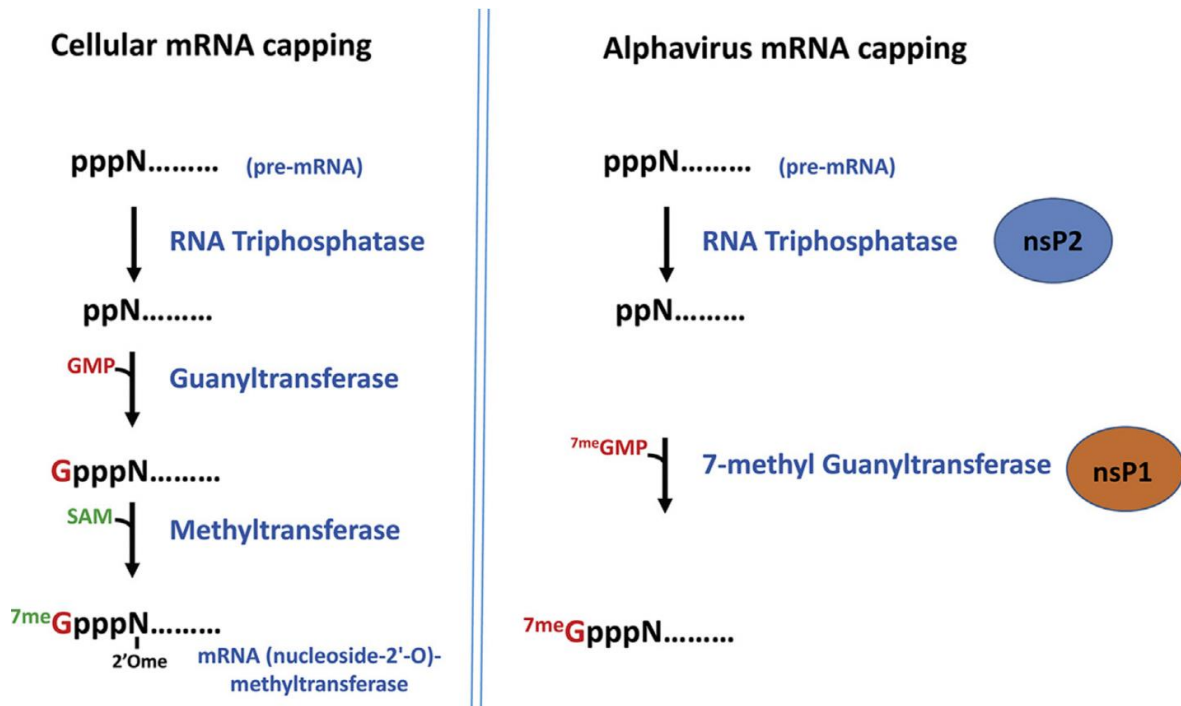 Cellular mRNA capping
pppN......... (pre-mRNA)
RNA Triphosphatase
ppN.........
GMP
Guanyltransferase
GpppN.........
SAM
Methyltransferase
7meGpppN.........
2'Ome
mRNA (nucleoside-2'-O)-
methyltransferase
Alphavirus mRNA capping
pppN......... (pre-mRNA)
RNA Triphosphatase
nsP2
ppN.........
7meGMP
7-methyl Guanyltransferase
nsP1
7meGpppN.........